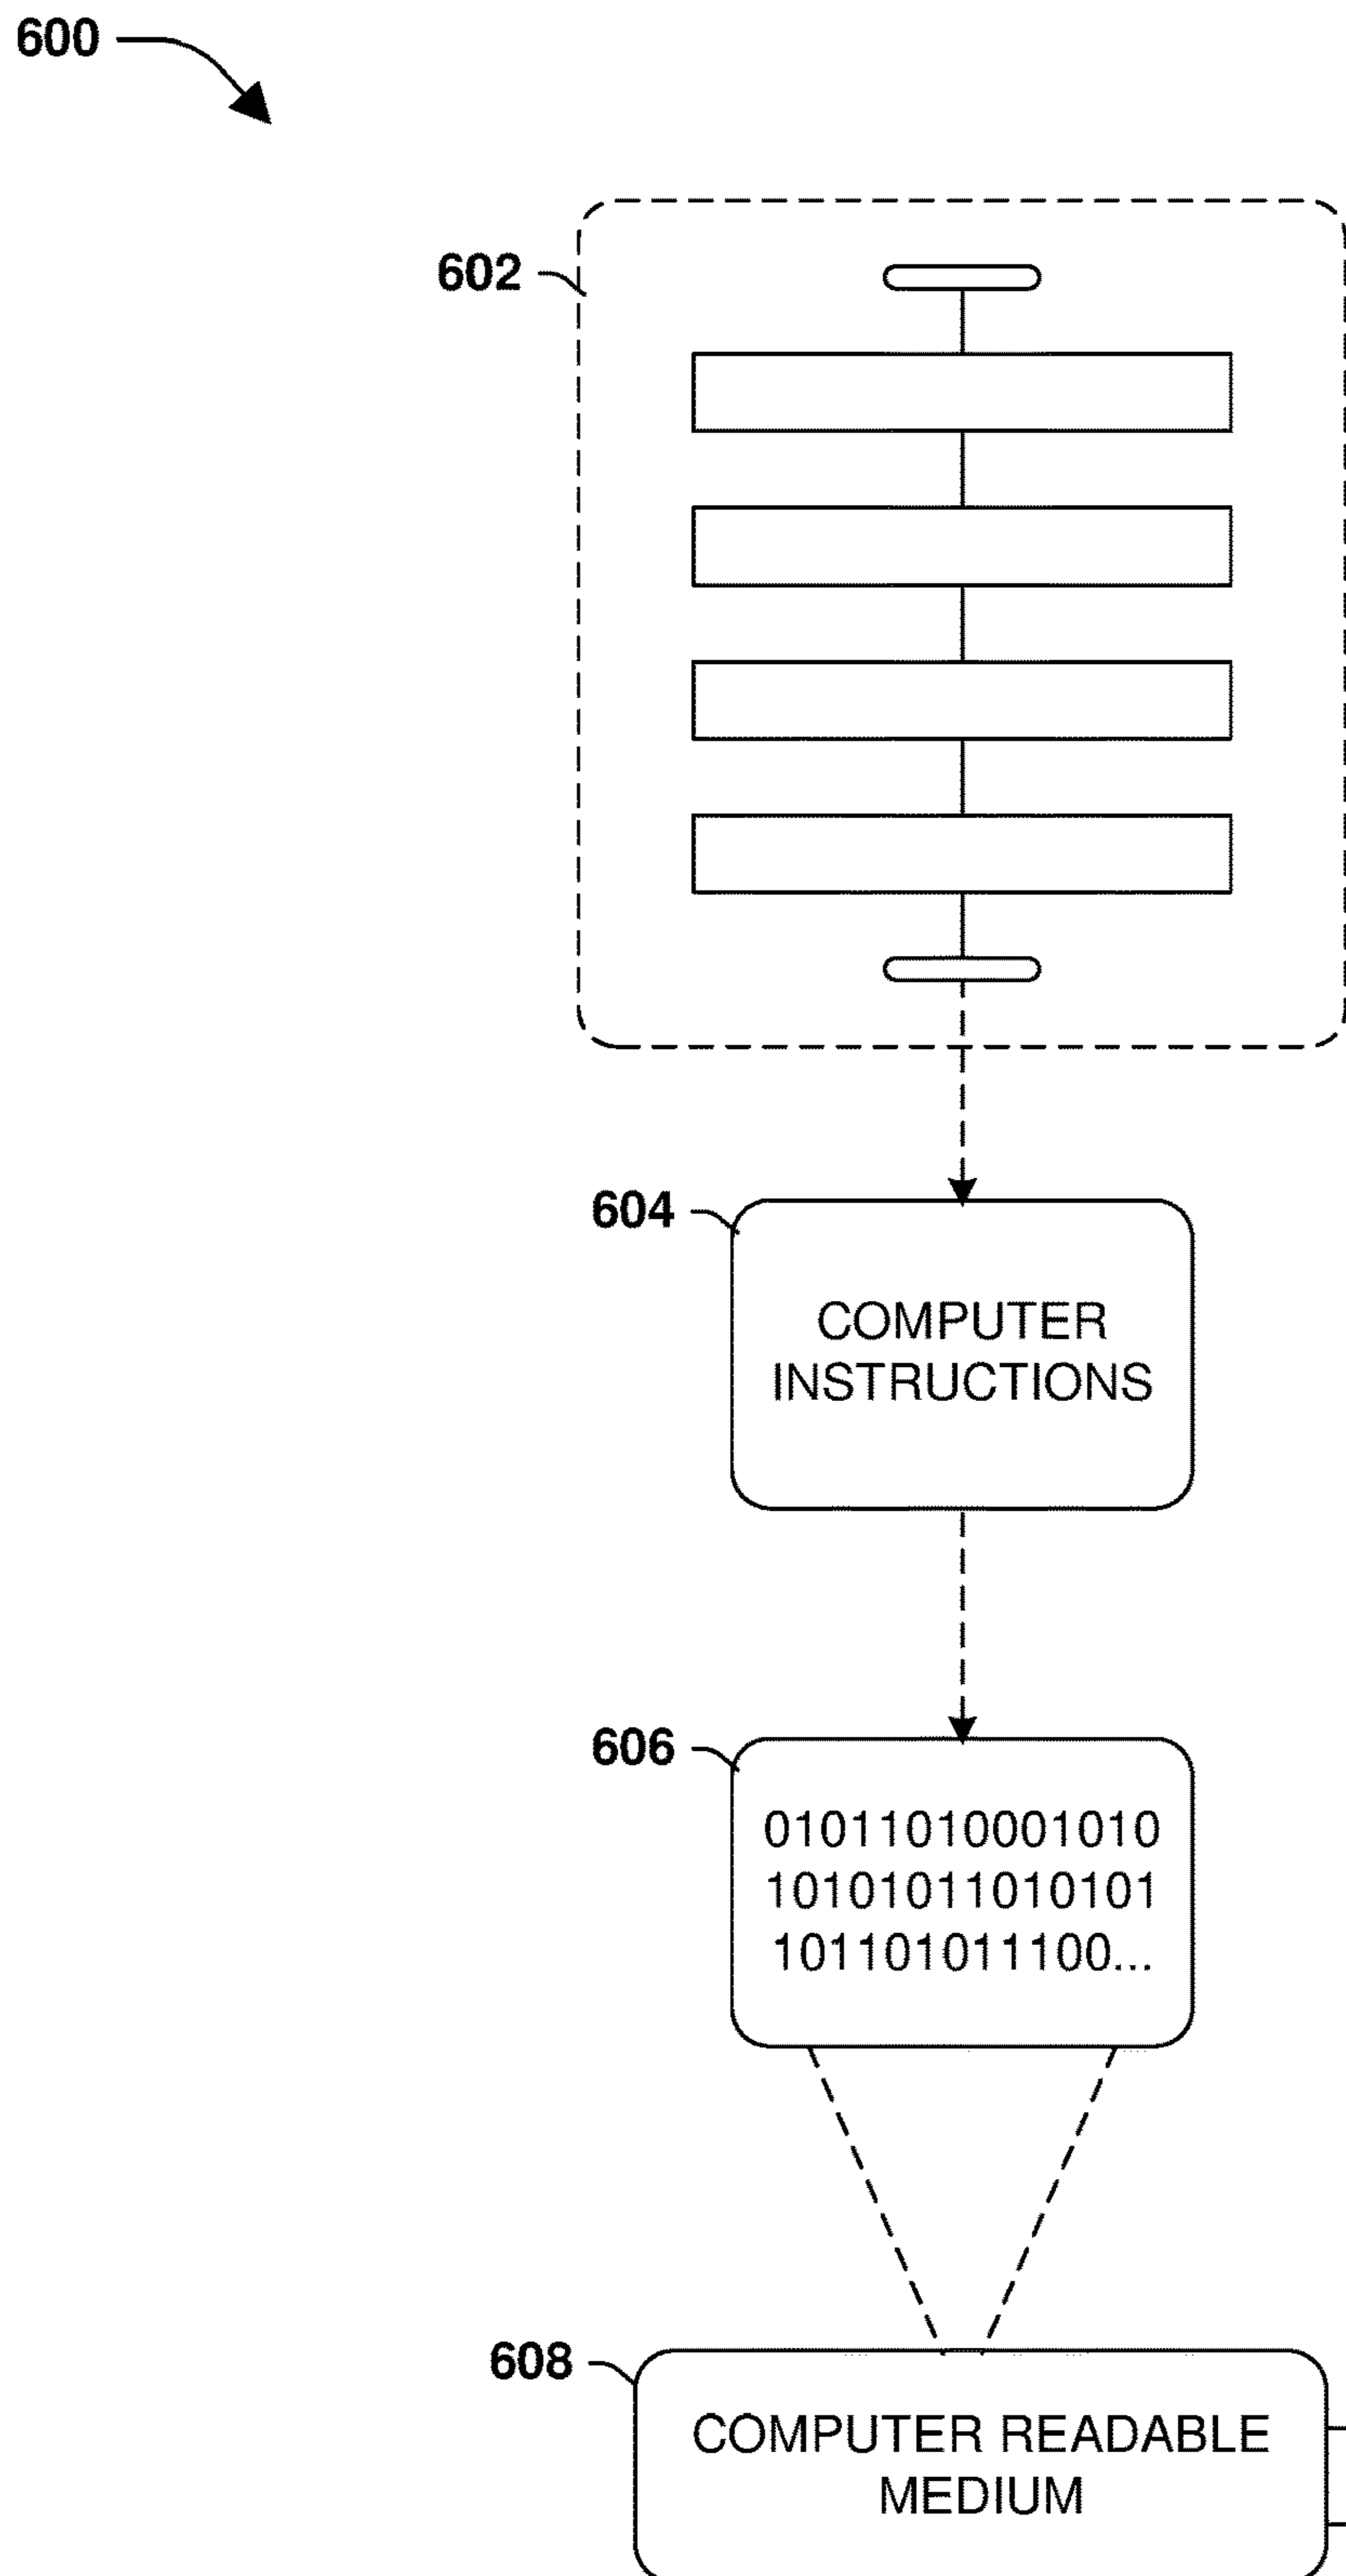 600
602
604
COMPUTER
INSTRUCTIONS
606
01011010001010
10101011010101
101101011100...
608
COMPUTER READABLE
MEDIUM